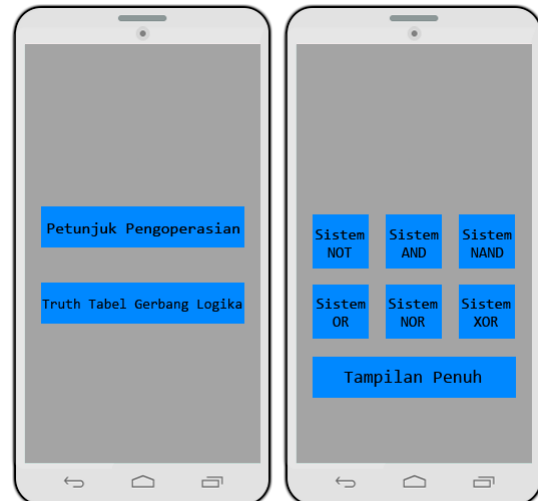 Petunjuk Pengoperasian
Truth Tabel Gerbang Logika
Sistem
NOT
Sistem
AND
Sistem
NAND
Sistem
OR
Sistem
NOR
Sistem
XOR
Tampilan Penuh